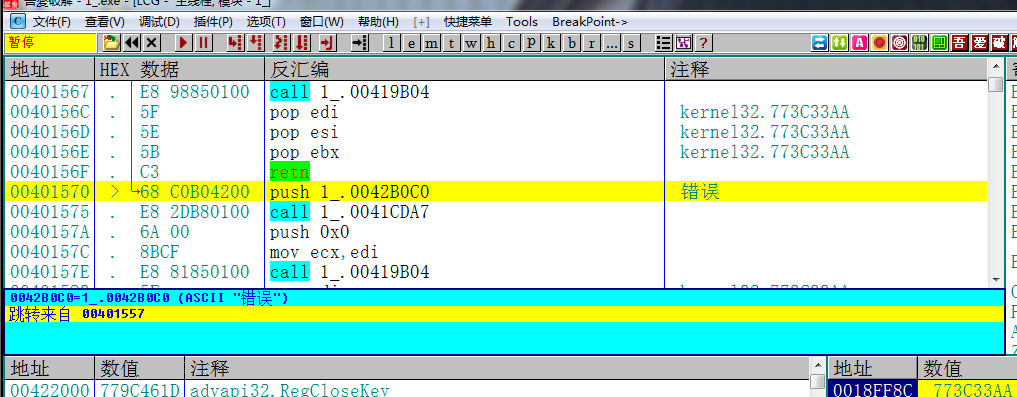 吾爱破解 - 1_.exe - [LCG - 主线程, 模块 - 1_]
文件(F) 查看(V) 调试(D) 插件(P) 选项(T) 窗口(W) 帮助(H) [+] 快捷菜单 Tools BreakPoint->
暂停 l e m t w h c p k b r ... s ? A 吾 爱 破
地址 HEX 数据 反汇编 注释
00401567 . E8 98850100 call 1_.00419B04
0040156C . 5F pop edi kernel32.773C33AA
0040156D . 5E pop esi kernel32.773C33AA
0040156E . 5B pop ebx kernel32.773C33AA
0040156F . C3 retn
00401570 > 68 C0B04200 push 1_.0042B0C0 错误
00401575 . E8 2DB80100 call 1_.0041CDA7
0040157A . 6A 00 push 0x0
0040157C . 8BCF mov ecx,edi
0040157E . E8 81850100 call 1_.00419B04
0042B0C0=1_.0042B0C0 (ASCII "错误")
跳转来自 00401557
地址 数值 注释 地址 数值
00422000 779C461D advapi32.RegCloseKey 0018FF8C 773C33AA